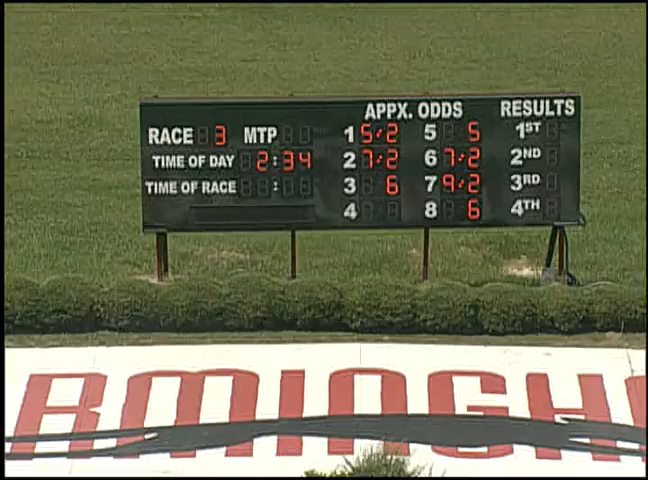 APPX. ODDS RESULTS
RACE 3 MTP 1 5-2 5 5 1ST
TIME OF DAY 2:34 2 7-2 6 7-2 2ND
TIME OF RACE : 3 6 7 9-2 3RD
4 8 6 4TH
RMINGH